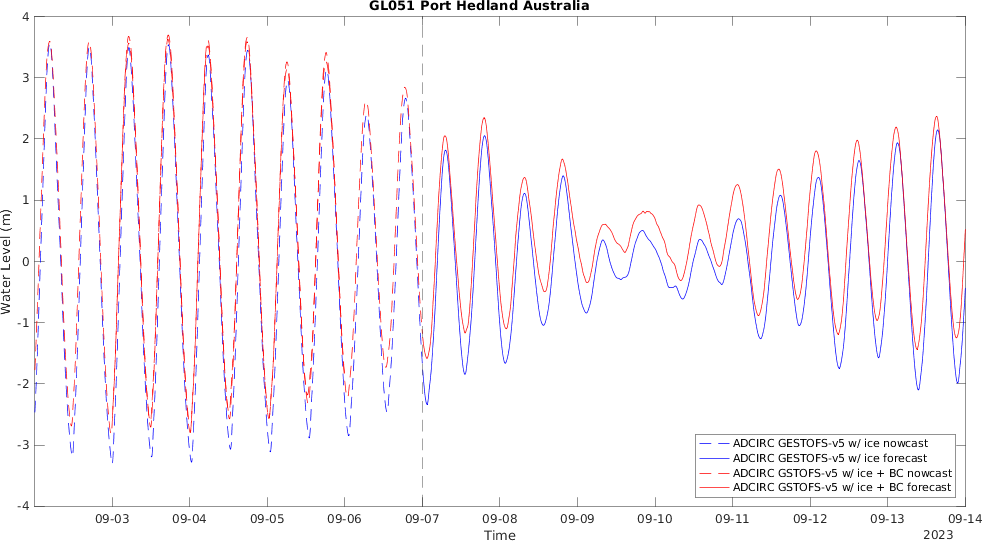 GL051 Port Hedland Australia
Water Level (m)
4
3
2
1
0
-1
-2
-3
-4
ADCIRC GESTOFS-v5 w/ ice nowcast
ADCIRC GESTOFS-v5 w/ ice forecast
ADCIRC GSTOFS-v5 w/ ice + BC nowcast
ADCIRC GSTOFS-v5 w/ ice + BC forecast
09-03 09-04 09-05 09-06 09-07 09-08 09-09 09-10 09-11 09-12 09-13 09-14
Time
2023